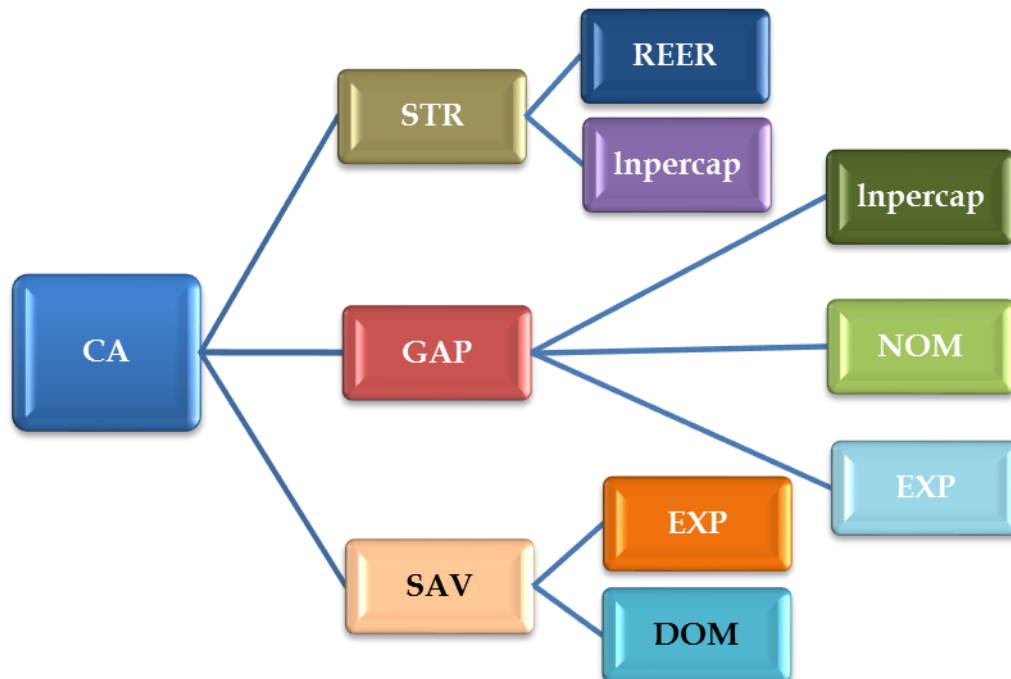 REER
STR
lnpercap
lnpercap
CA
GAP
NOM
EXP
EXP
SAV
DOM